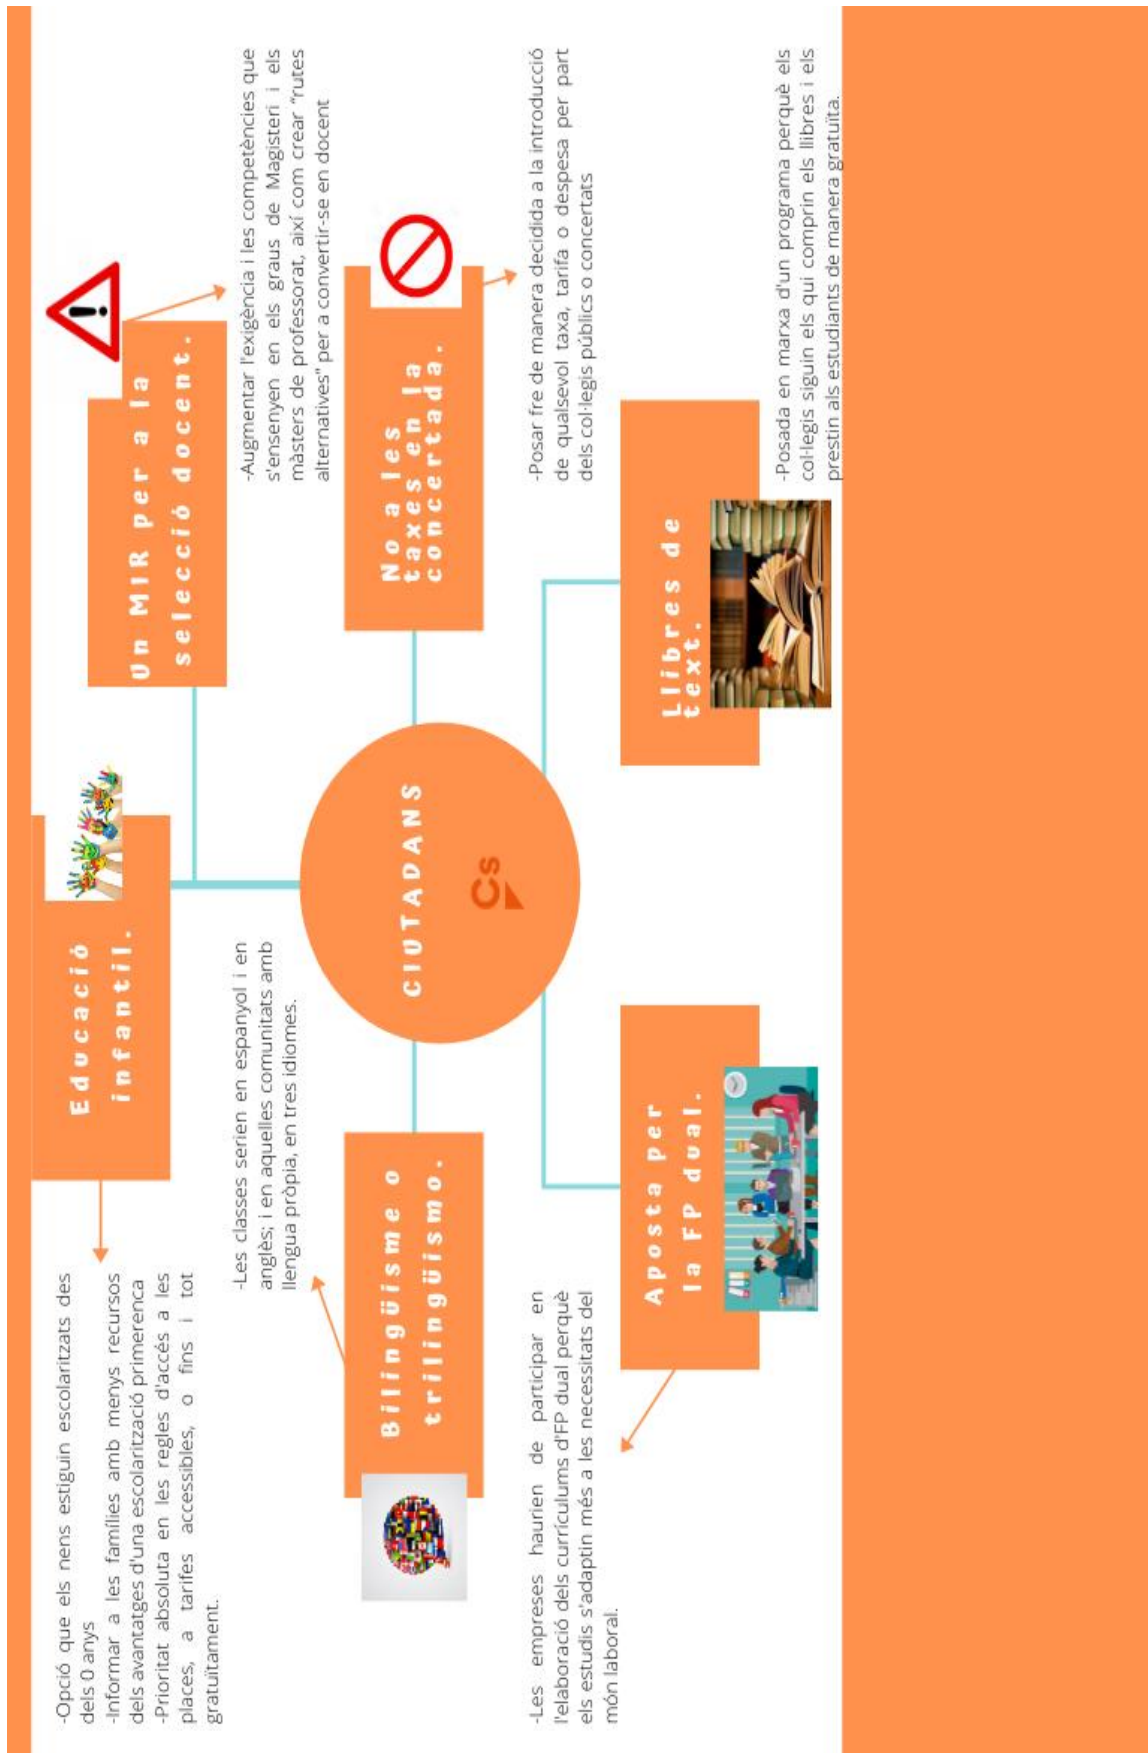 -Opció que els nens estiguin escolaritzats des
dels 0 anys
-Informar a les famílies amb menys recursos
dels avantatges d'una escolarització primerenca
-Prioritat absoluta en les regles d'accés a les
places, a tarifes accessibles, o fins i tot
gratuïtament.
Educació
infantil.
Un MIR per a la
selecció docent.
-Augmentar l'exigència i les competències que
s'ensenyen en els graus de Magisteri i els
màsters de professorat, així com crear "rutes
alternatives" per a convertir-se en docent
-Les classes serien en espanyol i en
anglès; i en aquelles comunitats amb
llengua pròpia, en tres idiomes.
Bilingüisme o
trilingüismo.
CIUTADANS
Cs
No a les
taxes en la
concertada.
-Posar fre de manera decidida a la introducció
de qualsevol taxa, tarifa o despesa per part
dels col·legis públics o concertats
-Les empreses haurien de participar en
l'elaboració dels currículums d'FP dual perquè
els estudis s'adaptin més a les necessitats del
món laboral.
Aposta per
la FP dual.
Llibres de
text.
-Posada en marxa d'un programa perquè els
col·legis siguin els qui comprin els llibres i els
prestin als estudiants de manera gratuïta.